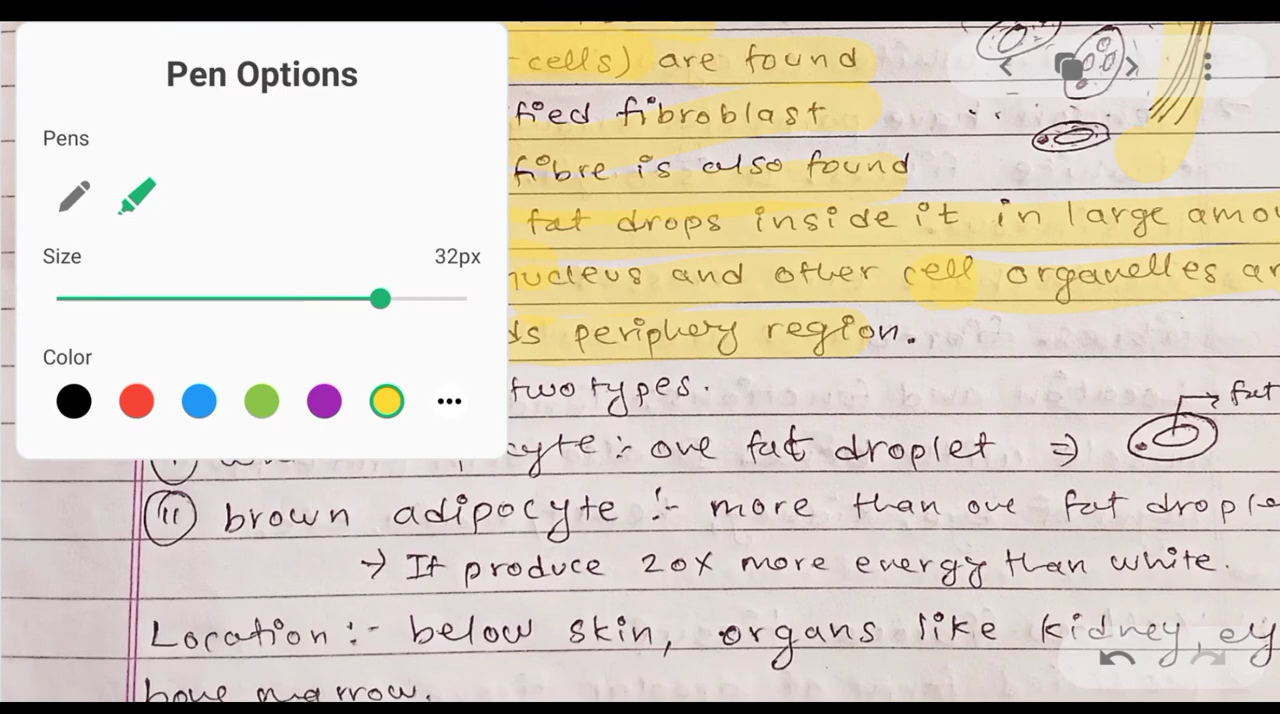 Pen Options
Pens
Size 32px
Color
-cells) are found
fied fibroblast
fibre is also found
fat drops inside it in large amo
nucleus and other cell organelles ar
ds periphery region.
two types.
fat
cyte :- one fat droplet ⇒
(ii) brown adipocyte :- more than one fat drople
→ It produce 20X more energy than white.
Location :- below skin, organs like kidney, ey
bone marrow.